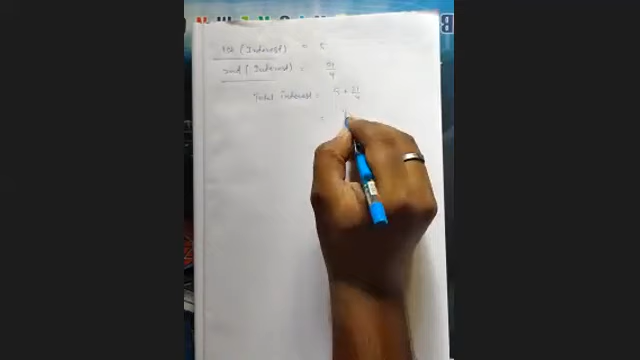 1st (Interest) = 5
2nd (Interest) = 21/4
Total interest = 5 + 21/4
=